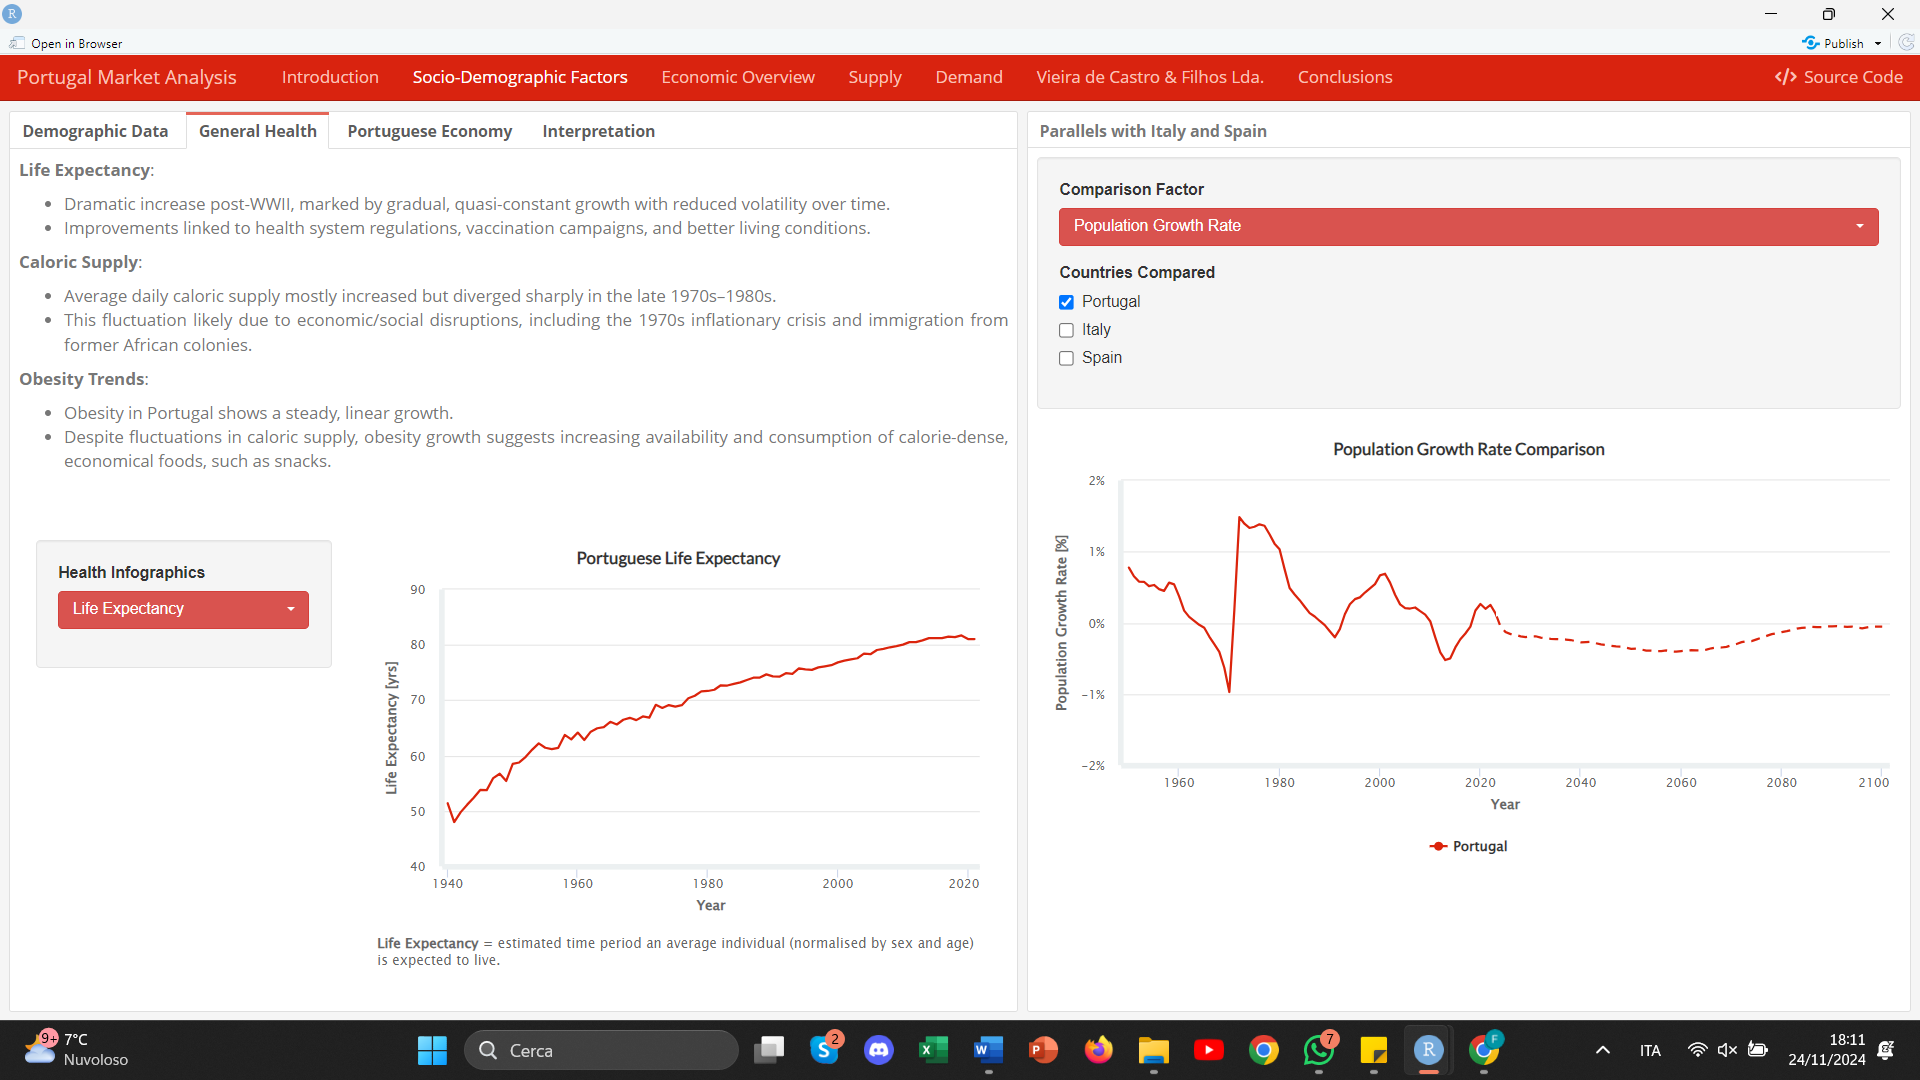 R
Open in Browser
Publish
Portugal Market Analysis
Introduction
Socio-Demographic Factors
Economic Overview
Supply
Demand
Vieira de Castro & Filhos Lda.
Conclusions
</> Source Code
Demographic Data
General Health
Portuguese Economy
Interpretation
Life Expectancy:
• Dramatic increase post-WWII, marked by gradual, quasi-constant growth with reduced volatility over time.
• Improvements linked to health system regulations, vaccination campaigns, and better living conditions.
Caloric Supply:
• Average daily caloric supply mostly increased but diverged sharply in the late 1970s–1980s.
• This fluctuation likely due to economic/social disruptions, including the 1970s inflationary crisis and immigration from
former African colonies.
Obesity Trends:
• Obesity in Portugal shows a steady, linear growth.
• Despite fluctuations in caloric supply, obesity growth suggests increasing availability and consumption of calorie-dense,
economical foods, such as snacks.
Health Infographics
Life Expectancy
Portuguese Life Expectancy
Life Expectancy [yrs]
90
80
70
60
50
40
1940
1960
1980
2000
2020
Year
Life Expectancy = estimated time period an average individual (normalised by sex and age)
is expected to live.
Parallels with Italy and Spain
Comparison Factor
Population Growth Rate
Countries Compared
Portugal
Italy
Spain
Population Growth Rate Comparison
Population Growth Rate [%]
2%
1%
0%
-1%
-2%
1960
1980
2000
2020
2040
2060
2080
2100
Year
Portugal
9+
7°C
Nuvoloso
Cerca
S
2
X
W
P
7
R
F
ITA
18:11
24/11/2024